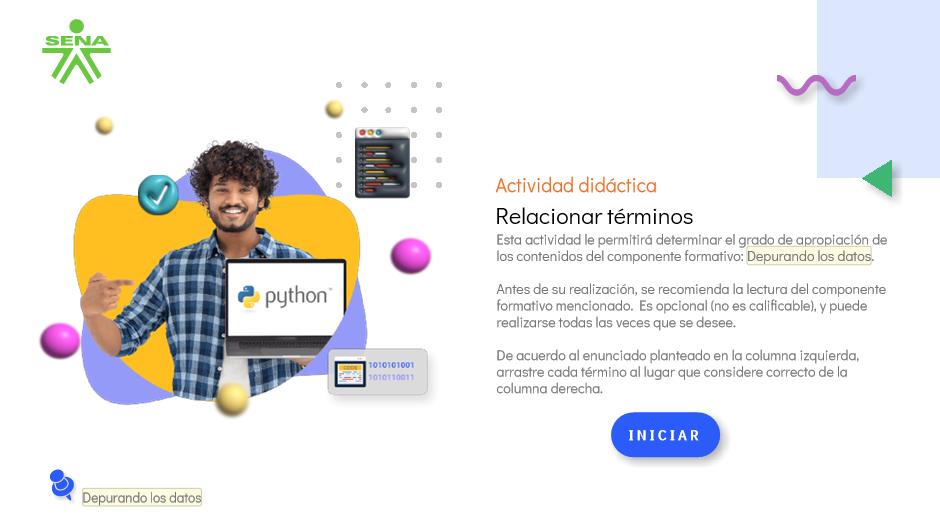 SENA
Actividad didáctica
Relacionar términos
Esta actividad le permitirá determinar el grado de apropiación de
los contenidos del componente formativo: Depurando los datos.
Antes de su realización, se recomienda la lectura del componente
formativo mencionado. Es opcional (no es calificable), y puede
realizarse todas las veces que se desee.
De acuerdo al enunciado planteado en la columna izquierda,
arrastre cada término al lugar que considere correcto de la
columna derecha.
INICIAR
python™
CODE
1010101001
1010110011
Depurando los datos